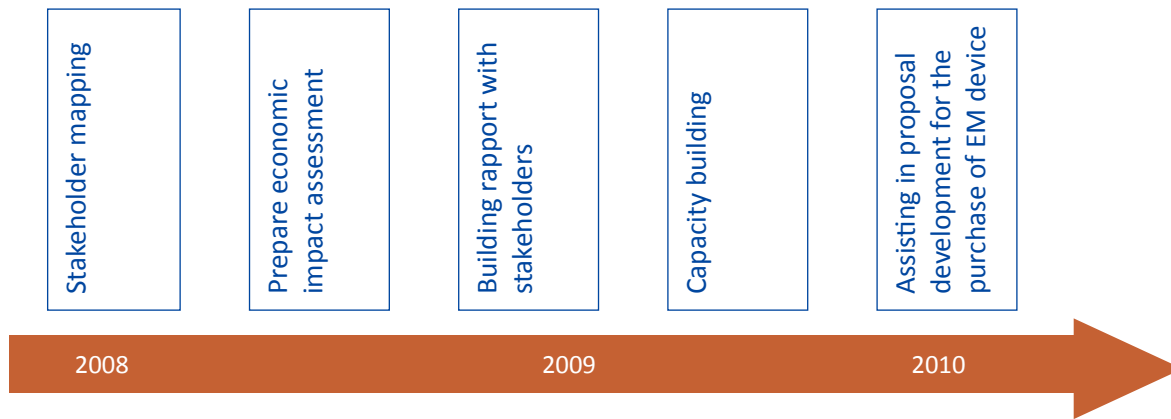 Stakeholder mapping
Prepare economic
impact assessment
Building rapport with
stakeholders
Capacity building
Assisting in proposal
development for the
purchase of EM device
2008
2009
2010